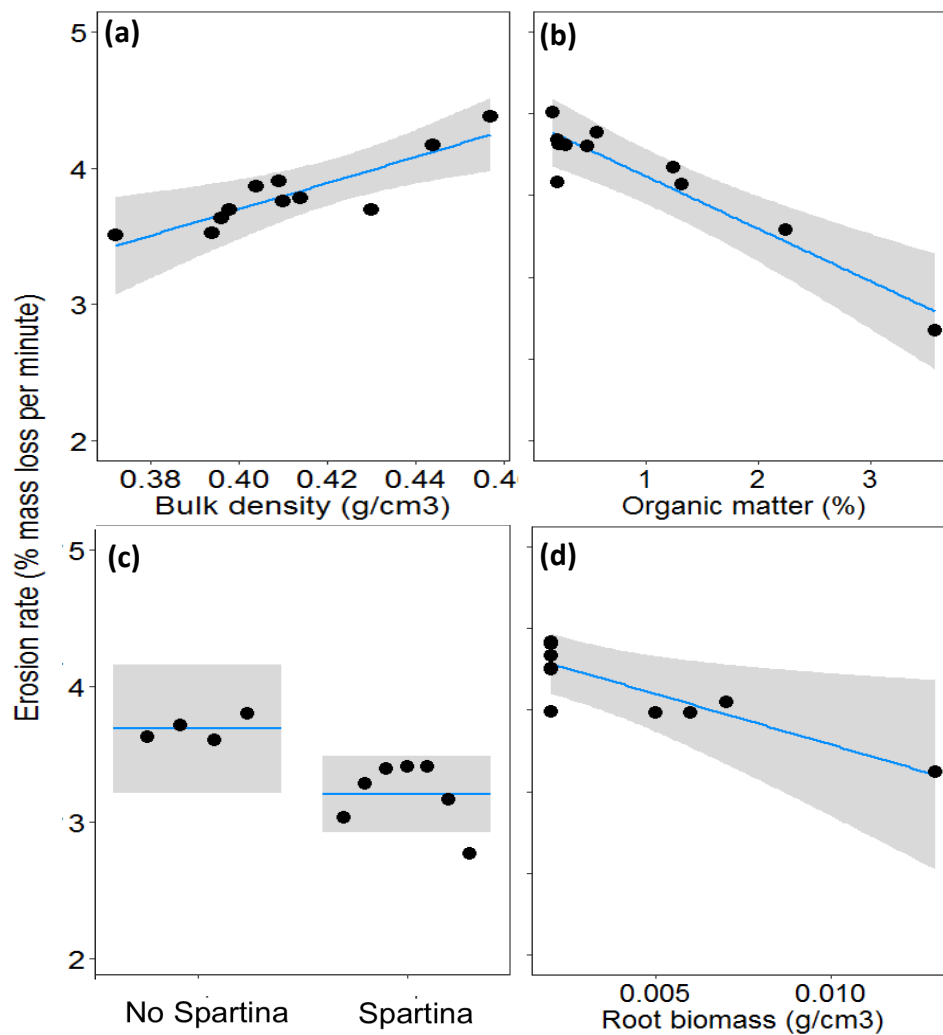 Erosion rate (% mass loss per minute)
(a)
5
4
3
2
0.38 0.40 0.42 0.44 0.4
Bulk density (g/cm3)
(b)
1 2 3
Organic matter (%)
(c)
5
4
3
2
No Spartina Spartina
(d)
0.005 0.010
Root biomass (g/cm3)